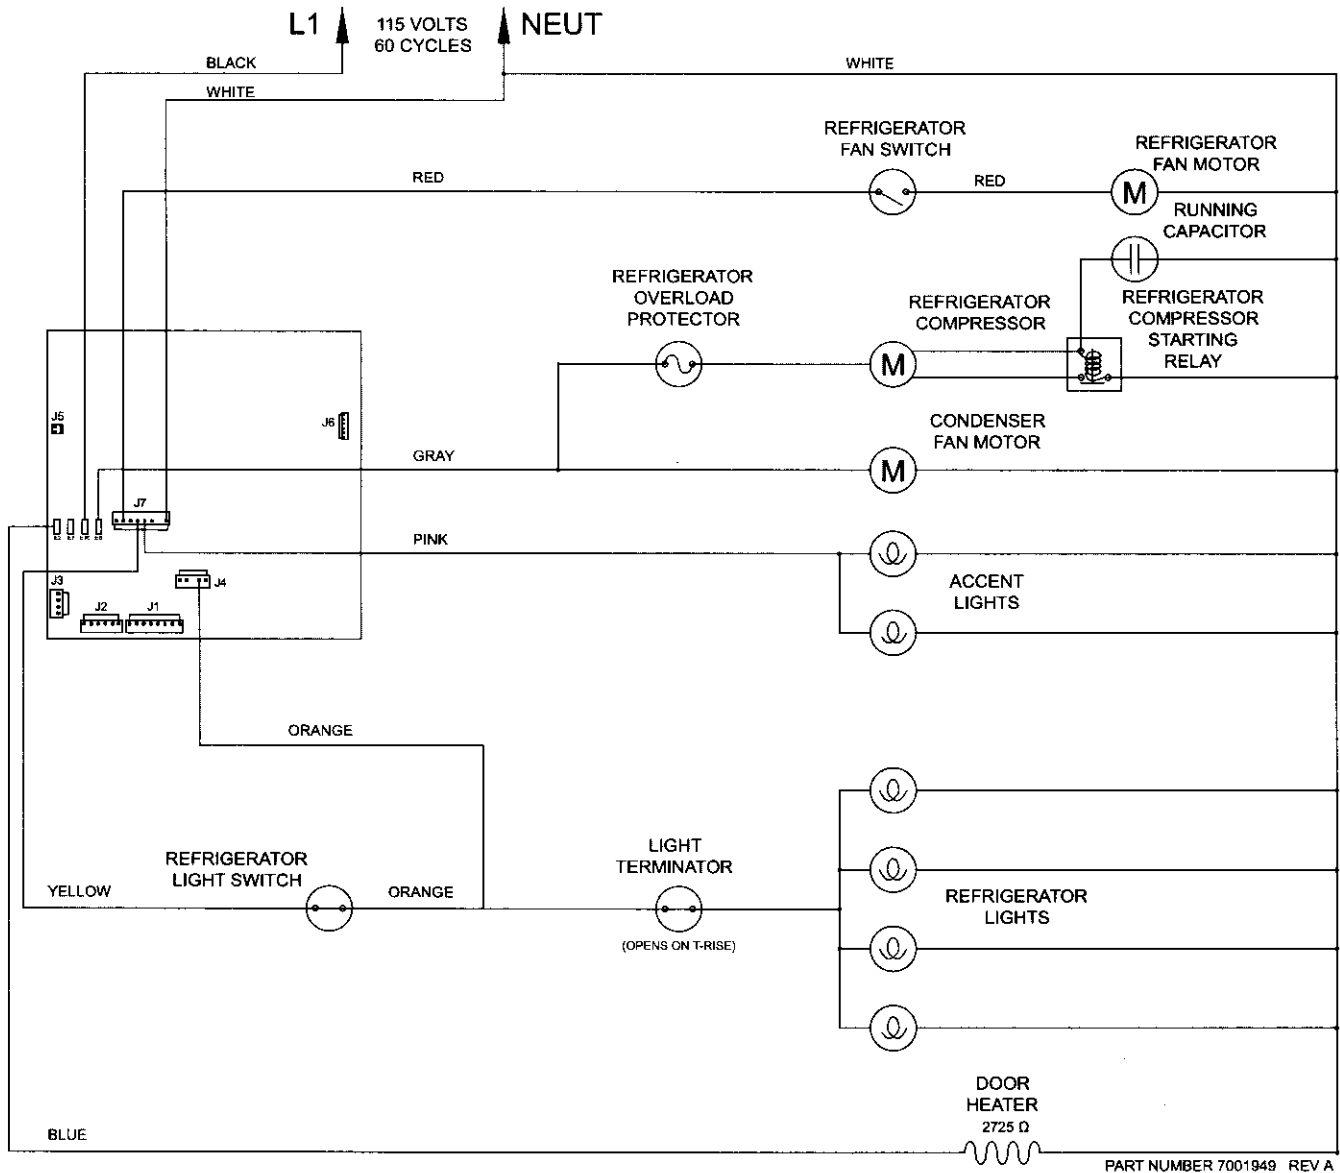 L1
115 VOLTS
60 CYCLES
NEUT
BLACK
WHITE
WHITE
REFRIGERATOR
FAN SWITCH
REFRIGERATOR
FAN MOTOR
RED
RED
M
RUNNING
CAPACITOR
REFRIGERATOR
OVERLOAD
PROTECTOR
REFRIGERATOR
COMPRESSOR
REFRIGERATOR
COMPRESSOR
STARTING
RELAY
M
J5
J6
CONDENSER
FAN MOTOR
GRAY
M
J7
PINK
J3
J4
ACCENT
LIGHTS
J2
J1
ORANGE
REFRIGERATOR
LIGHT SWITCH
LIGHT
TERMINATOR
YELLOW
ORANGE
REFRIGERATOR
LIGHTS
(OPENS ON T-RISE)
DOOR
HEATER
2725 Ω
BLUE
PART NUMBER 7001949 REV A